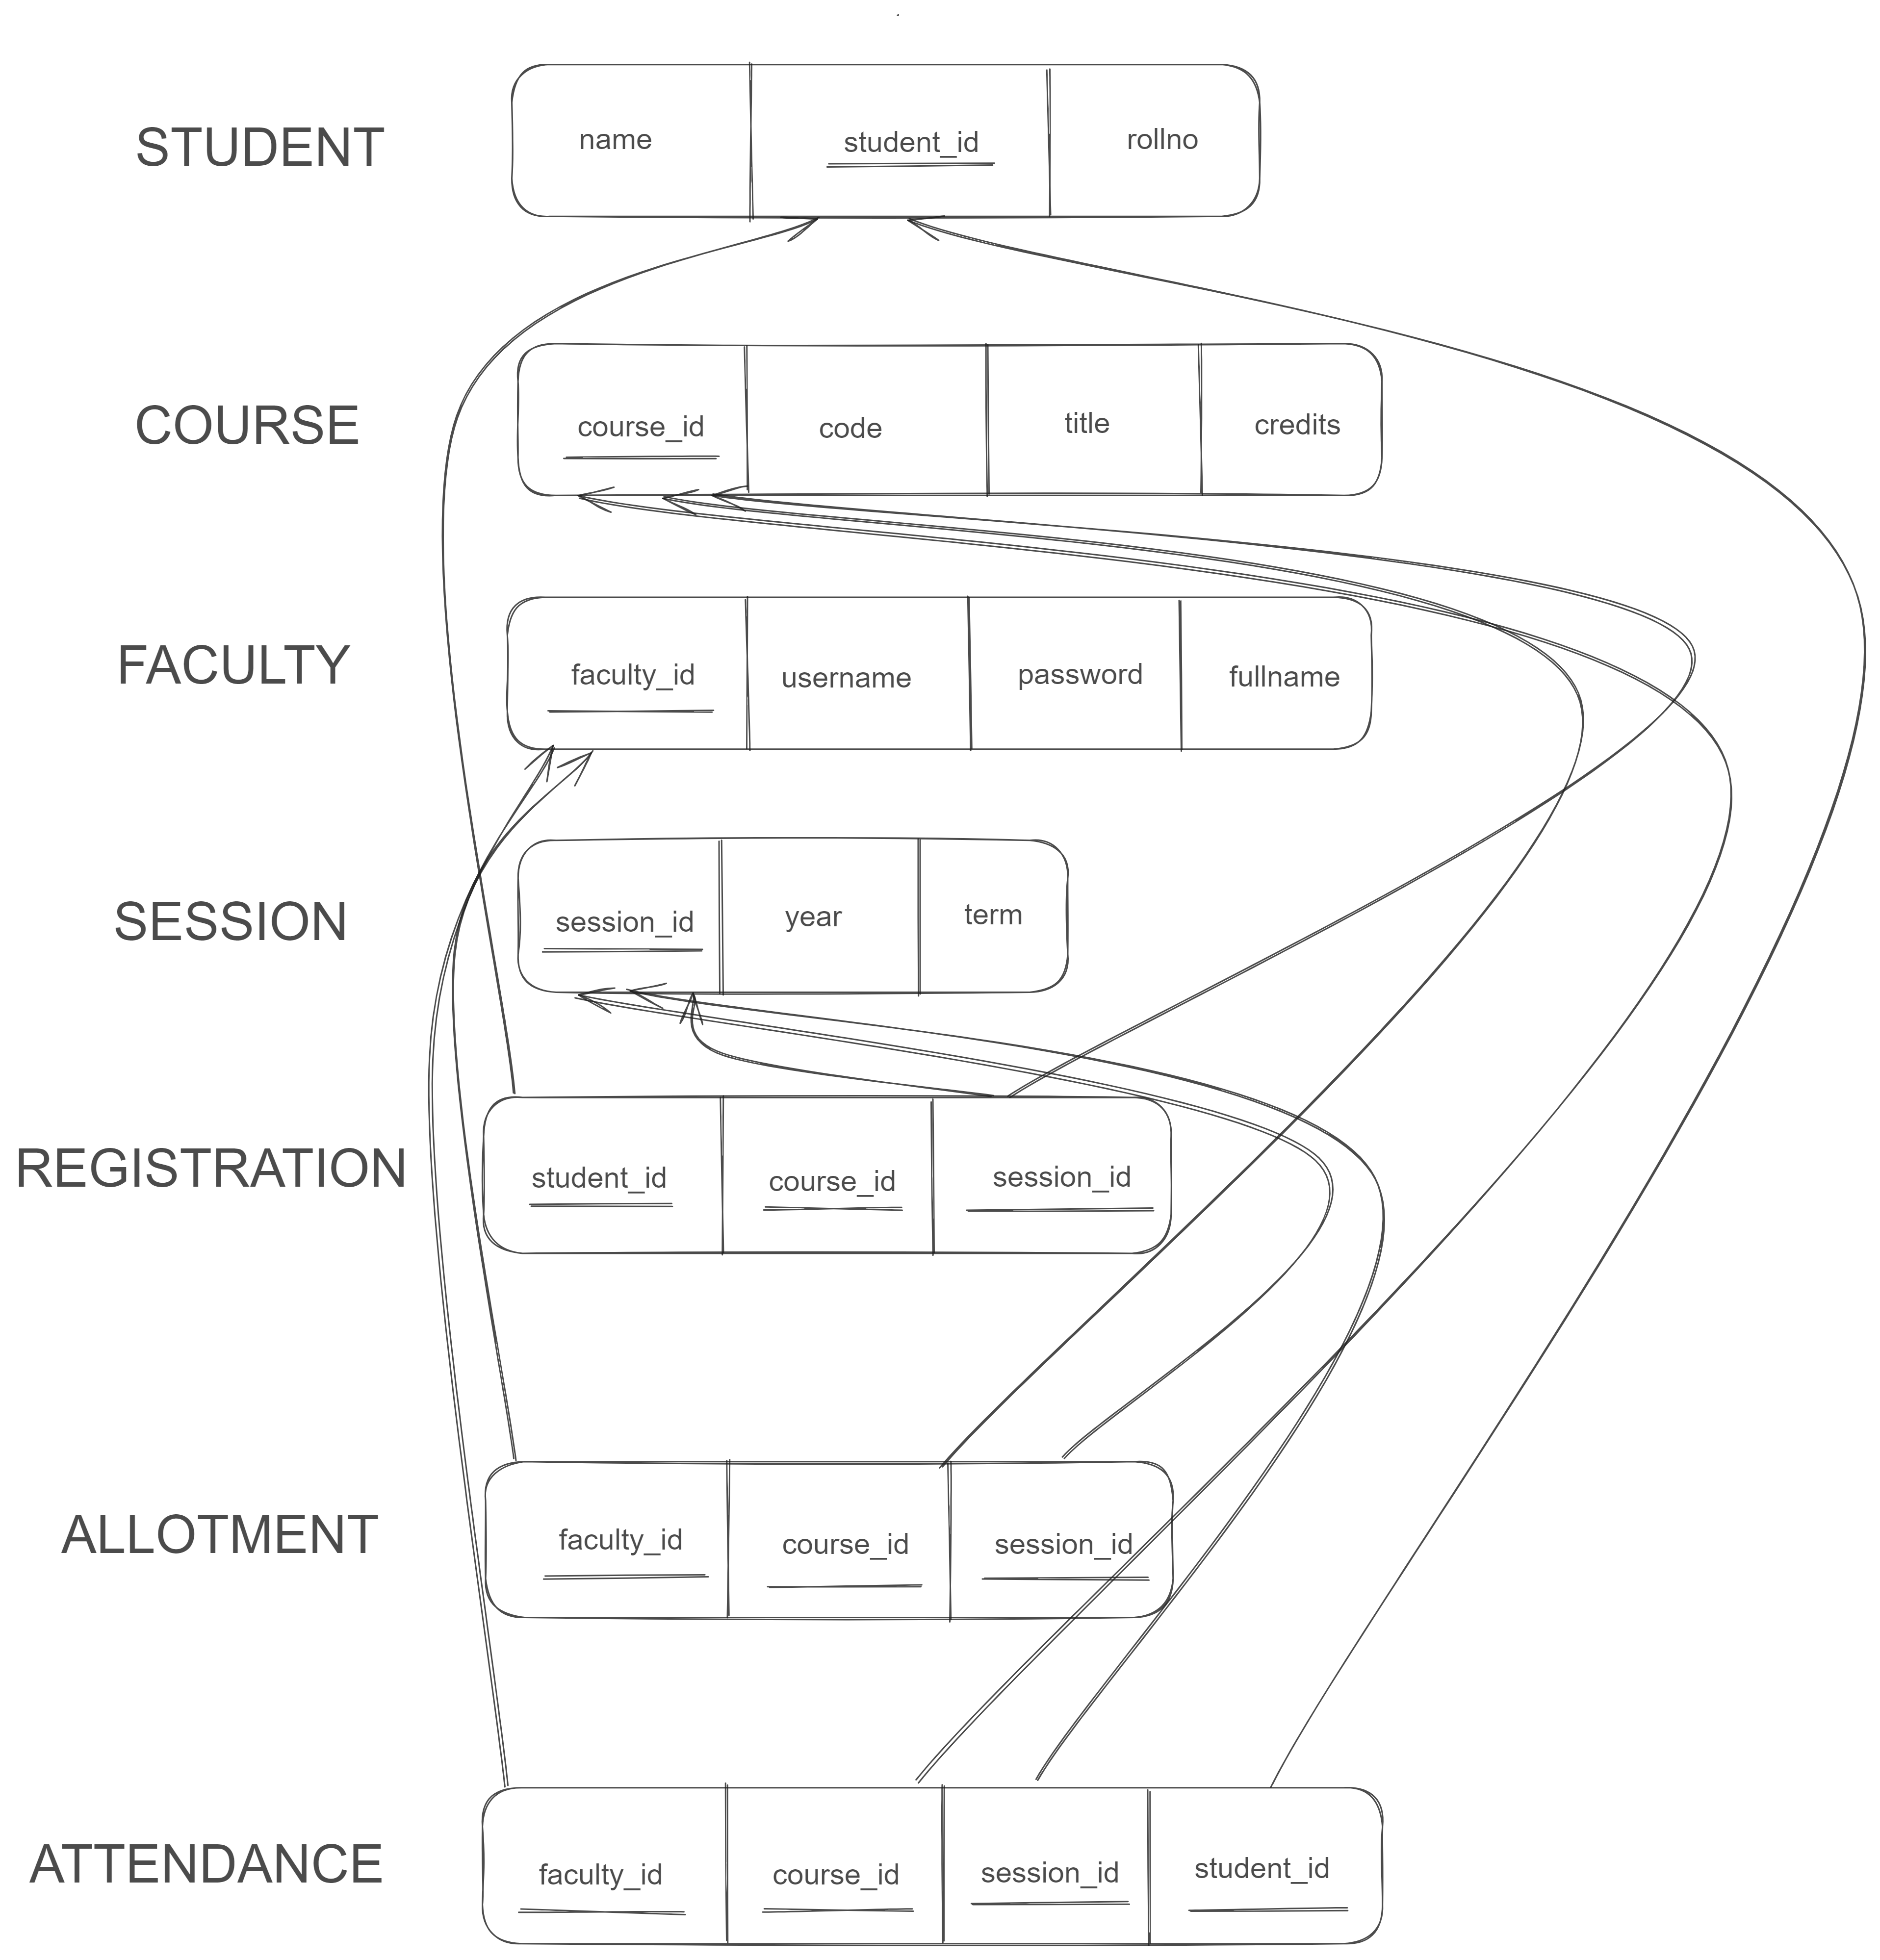 STUDENT
name student_id rollno
COURSE
course_id code title credits
FACULTY
faculty_id username password fullname
SESSION
session_id year term
REGISTRATION
student_id course_id session_id
ALLOTMENT
faculty_id course_id session_id
ATTENDANCE
faculty_id course_id session_id student_id